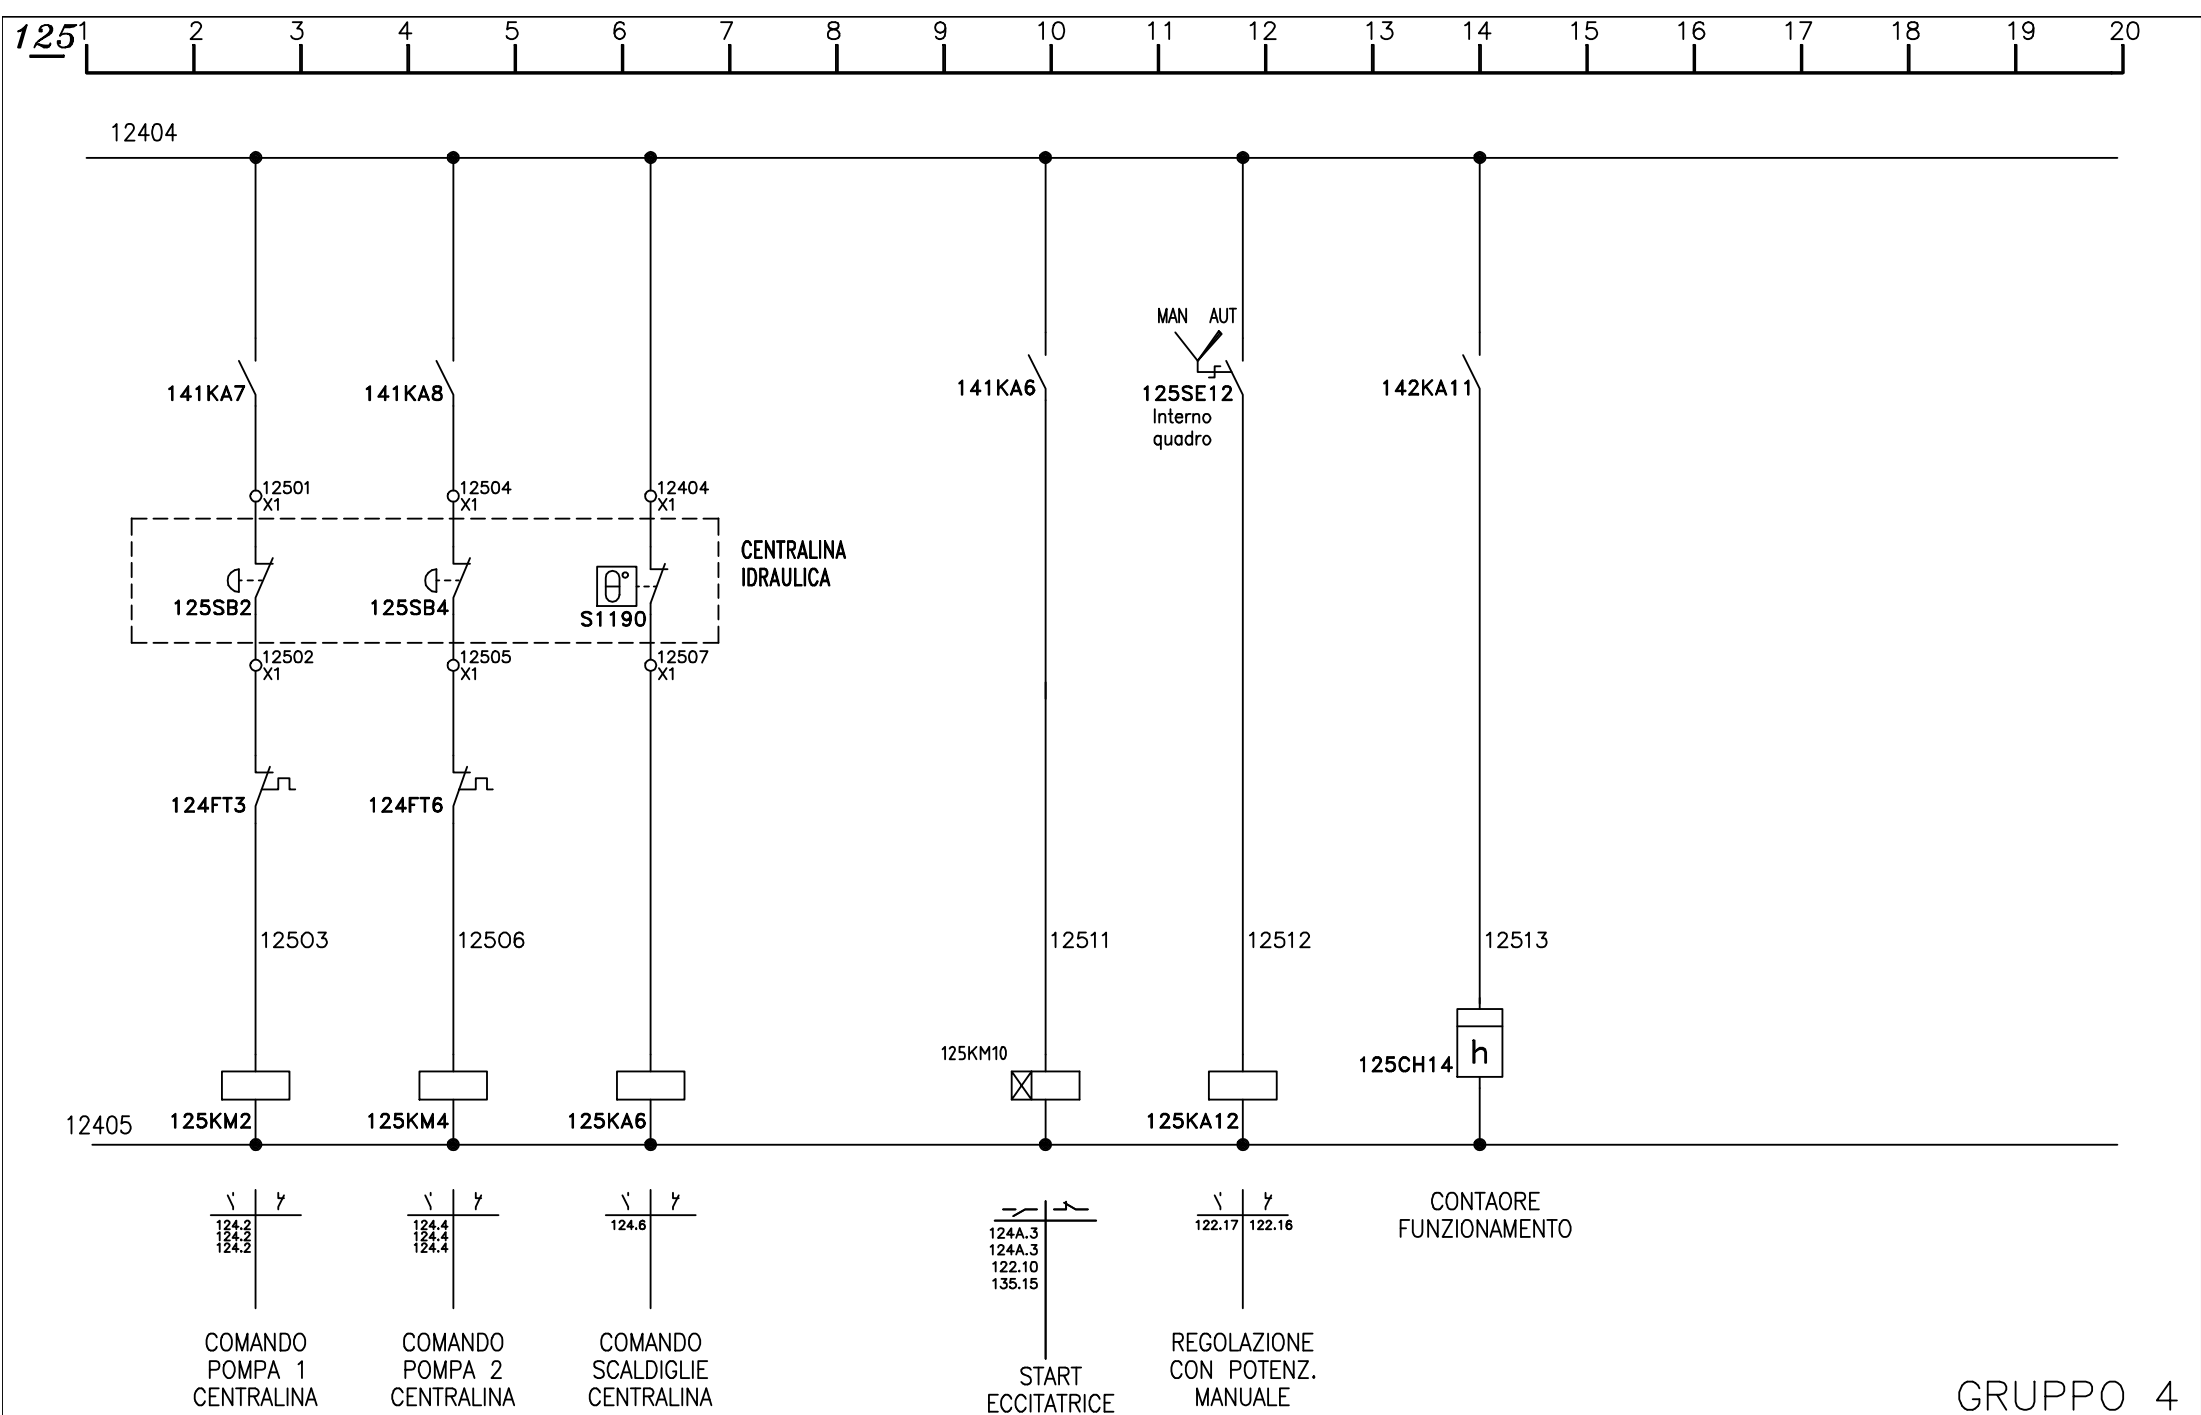 125
1 2 3 4 5 6 7 8 9 10 11 12 13 14 15 16 17 18 19 20
12404
MAN AUT
141KA7
141KA8
141KA6
125SE12
Interno
quadro
142KA11
12501
X1
12504
X1
12404
X1
CENTRALINA
IDRAULICA
125SB2
125SB4
θ°
S1190
12502
X1
12505
X1
12507
X1
124FT3
124FT6
12503
12506
12511
12512
12513
125KM10
h
125CH14
12405
125KM2
125KM4
125KA6
125KA12
124.2
124.2
124.2
124.4
124.4
124.4
124.6
124A.3
124A.3
122.10
135.15
122.17 122.16
CONTAORE
FUNZIONAMENTO
COMANDO
POMPA 1
CENTRALINA
COMANDO
POMPA 2
CENTRALINA
COMANDO
SCALDIGLIE
CENTRALINA
START
ECCITATRICE
REGOLAZIONE
CON POTENZ.
MANUALE
GRUPPO 4